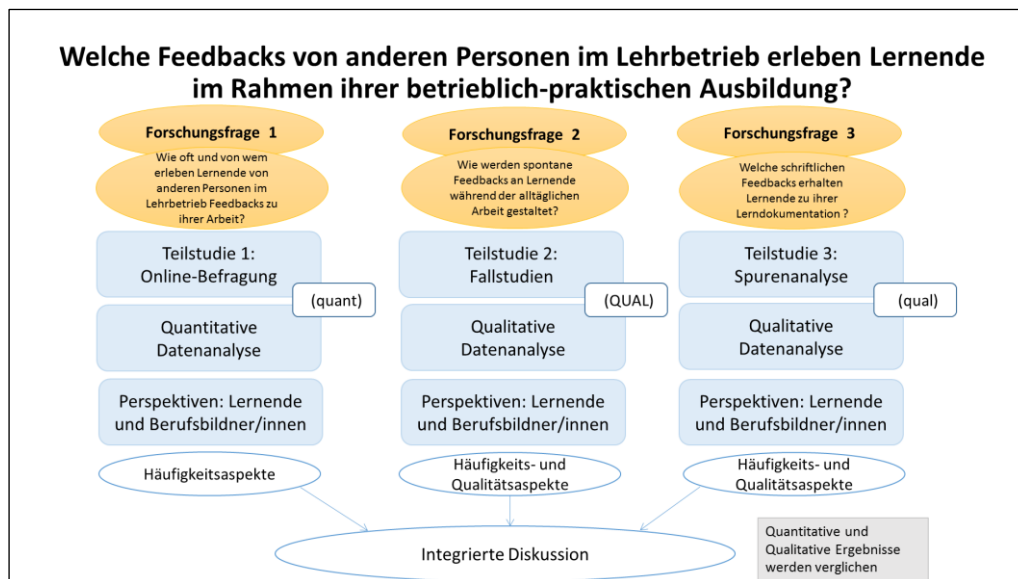 Welche Feedbacks von anderen Personen im Lehrbetrieb erleben Lernende
im Rahmen ihrer betrieblich-praktischen Ausbildung?
Forschungsfrage 1
Wie oft und von wem
erleben Lernende von
anderen Personen im
Lehrbetrieb Feedbacks zu
ihrer Arbeit?
Teilstudie 1:
Online-Befragung
(quant)
Quantitative
Datenanalyse
Perspektiven: Lernende
und Berufsbildner/innen
Häufigkeitsaspekte
Forschungsfrage 2
Wie werden spontane
Feedbacks an Lernende
während der alltäglichen
Arbeit gestaltet?
Teilstudie 2:
Fallstudien
(QUAL)
Qualitative
Datenanalyse
Perspektiven: Lernende
und Berufsbildner/innen
Häufigkeits- und
Qualitätsaspekte
Forschungsfrage 3
Welche schriftlichen
Feedbacks erhalten
Lernende zu ihrer
Lerndokumentation ?
Teilstudie 3:
Spurenanalyse
(qual)
Qualitative
Datenanalyse
Perspektiven: Lernende
und Berufsbildner/innen
Häufigkeits- und
Qualitätsaspekte
Integrierte Diskussion
Quantitative und
Qualitative Ergebnisse
werden verglichen